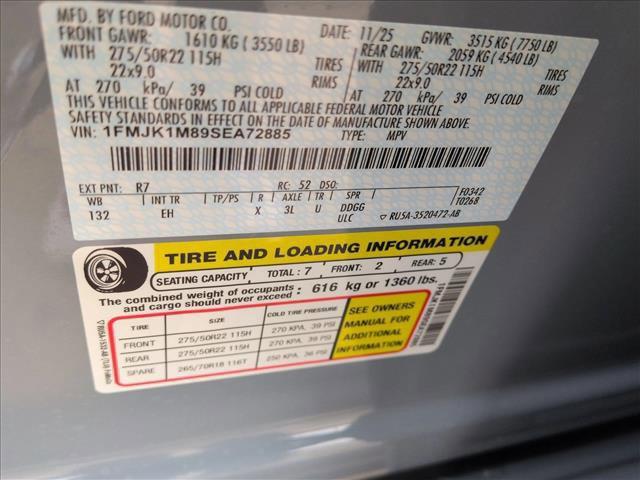 MFD. BY FORD MOTOR CO. DATE: 11/25 GVWR: 3515 KG (7750 LB)
FRONT GAWR: 1610 KG (3550 LB) REAR GAWR: 2059 KG (4540 LB)
WITH 275/50R22 115H TIRES WITH 275/50R22 115H TIRES
22x9.0 RIMS 22x9.0 RIMS
AT 270 kPa/ 39 PSI COLD AT 270 kPa/ 39 PSI COLD
THIS VEHICLE CONFORMS TO ALL APPLICABLE FEDERAL MOTOR VEHICLE
SAFETY STANDARDS IN EFFECT ON THE DATE OF MANUFACTURE SHOWN ABOVE.
VIN: 1FMJK1M89SEA72885 TYPE: MPV
EXT PNT: R7 RC: 52 DSO: F0342
WB INT TR TP/PS R AXLE TR SPR T0268
132 EH X 3L U DDGG
ULC ▽ RU5A-3520472-AB
TIRE AND LOADING INFORMATION
SEATING CAPACITY TOTAL: 7 FRONT: 2 REAR: 5
The combined weight of occupants and cargo should never exceed : 616 kg or 1360 lbs.
TIRE SIZE COLD TIRE PRESSURE
FRONT 275/50R22 115H 270 KPA, 39 PSI
REAR 275/50R22 115H 270 KPA, 39 PSI
SPARE 265/70R18 116T 250 KPA, 36 PSI
SEE OWNERS
MANUAL FOR
ADDITIONAL
INFORMATION